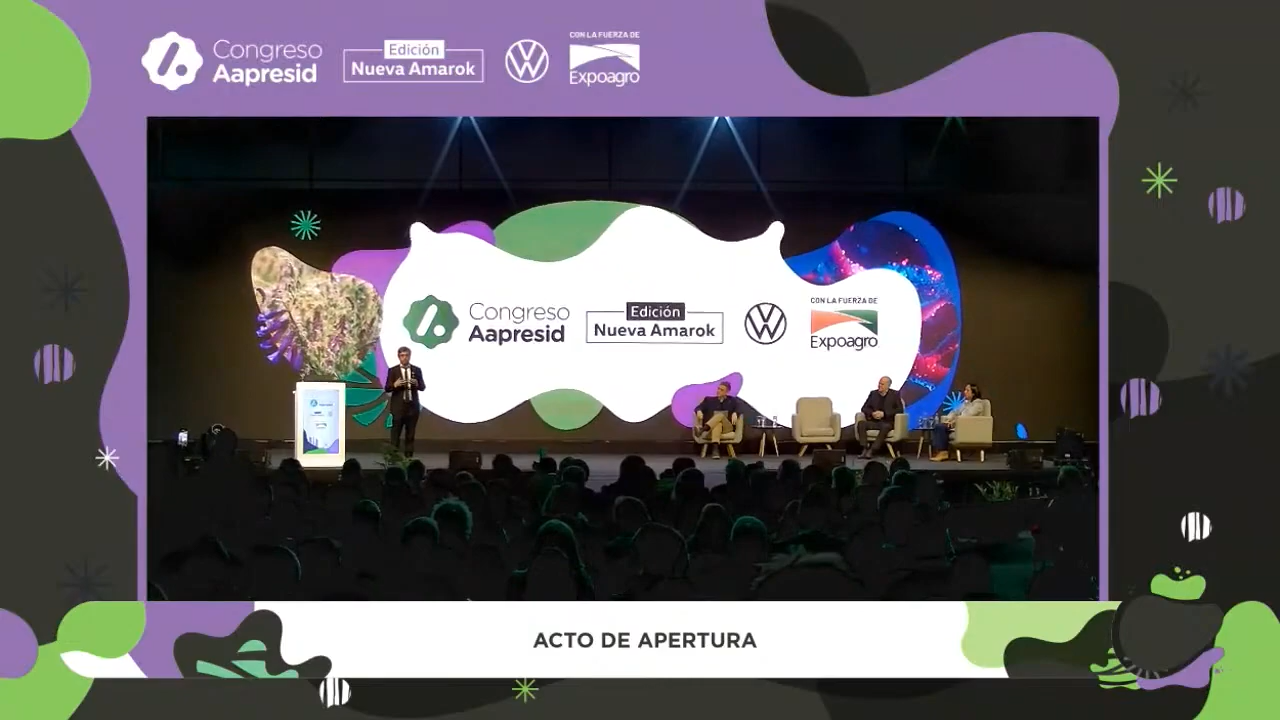 Congreso
Aapresid
Edición
Nueva Amarok
CON LA FUERZA DE
Expoagro
Congreso
Aapresid
Edición
Nueva Amarok
CON LA FUERZA DE
Expoagro
ACTO DE APERTURA